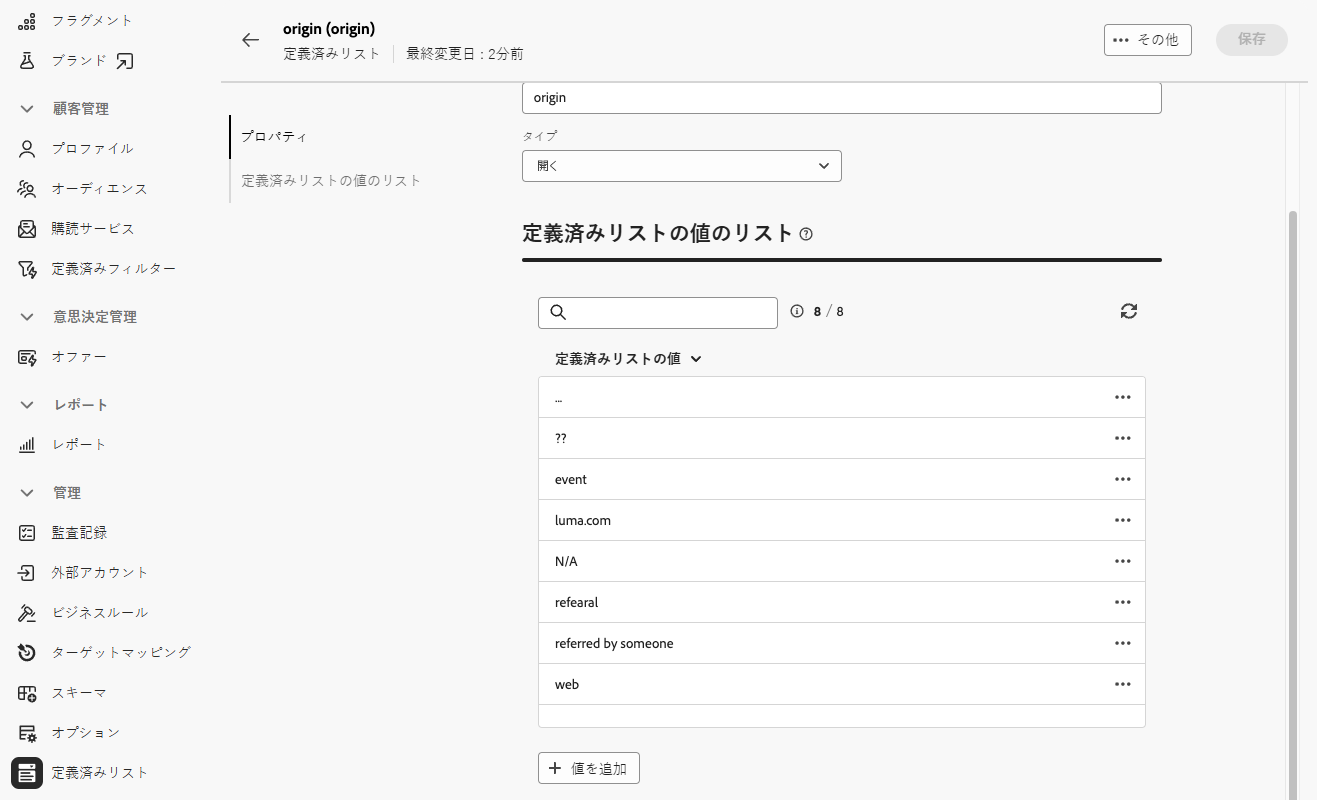 フラグメント
ブランド
顧客管理
プロファイル
オーディエンス
購読サービス
定義済みフィルター
意思決定管理
オファー
レポート
レポート
管理
監査記録
外部アカウント
ビジネスルール
ターゲットマッピング
スキーマ
オプション
定義済みリスト
origin (origin)
定義済みリスト 最終変更日 : 2分前
その他
保存
プロパティ
定義済みリストの値のリスト
origin
タイプ
開く
定義済みリストの値のリスト
8 / 8
定義済みリストの値
...
??
event
luma.com
N/A
refearal
referred by someone
web
値を追加